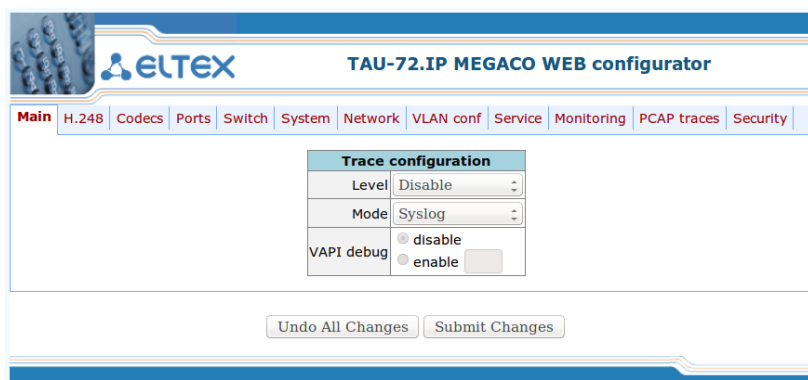 ELTEX
TAU-72.IP MEGACO WEB configurator
Main H.248 Codecs Ports Switch System Network VLAN conf Service Monitoring PCAP traces Security
Trace configuration
Level Disable
Mode Syslog
VAPI debug disable
enable
Undo All Changes Submit Changes